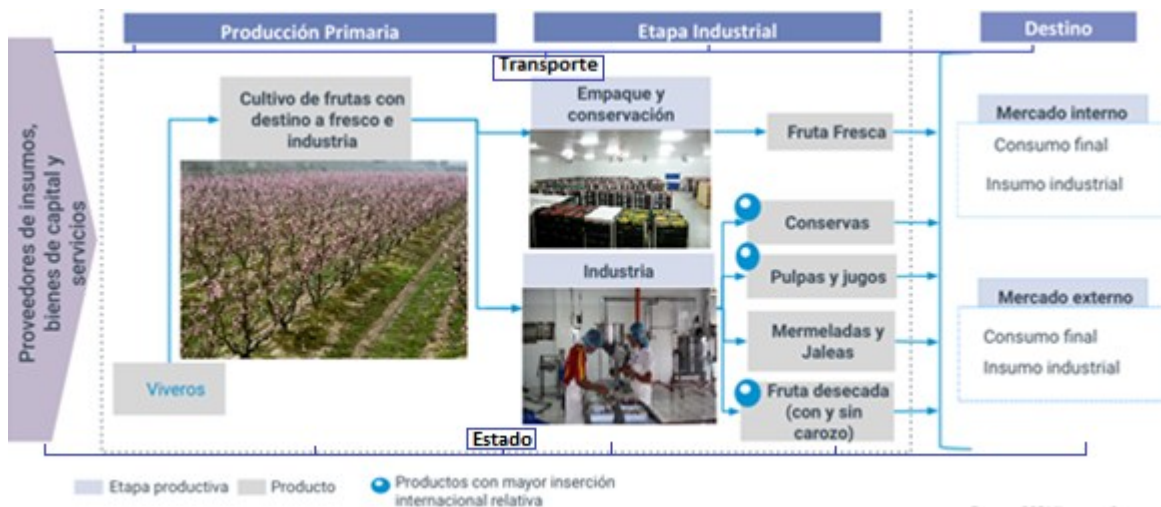 Producción Primaria
Etapa Industrial
Destino
Transporte
Proveedores de insumos,
bienes de capital y
servicios
Cultivo de frutas con
destino a fresco e
industria
Viveros
Empaque y
conservación
Industria
Fruta Fresca
Conservas
Pulpas y jugos
Mermeladas y
Jaleas
Fruta desecada
(con y sin
carozo)
Mercado interno
Consumo final
Insumo industrial
Mercado externo
Consumo final
Insumo industrial
Estado
Etapa productiva
Producto
Productos con mayor inserción
internacional relativa